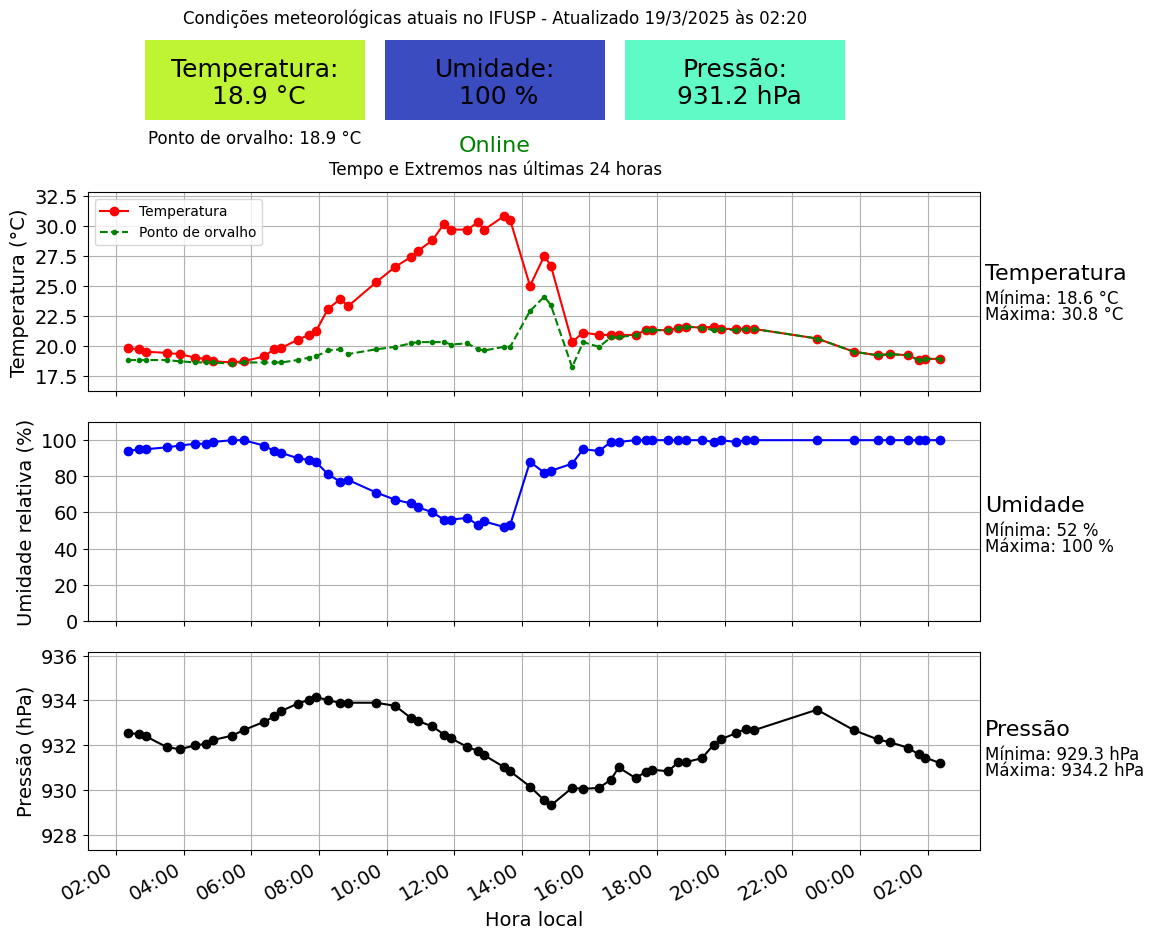 Condições meteorológicas atuais no IFUSP - Atualizado 19/3/2025 às 02:20
Temperatura:
18.9 °C
Umidade:
100 %
Pressão:
931.2 hPa
Ponto de orvalho: 18.9 °C
Online
Tempo e Extremos nas últimas 24 horas
Temperatura (°C)
32.5
30.0
27.5
25.0
22.5
20.0
17.5
Temperatura
Ponto de orvalho
Temperatura
Mínima: 18.6 °C
Máxima: 30.8 °C
Umidade relativa (%)
100
80
60
40
20
0
Umidade
Mínima: 52 %
Máxima: 100 %
Pressão (hPa)
936
934
932
930
928
Pressão
Mínima: 929.3 hPa
Máxima: 934.2 hPa
02:00
04:00
06:00
08:00
10:00
12:00
14:00
16:00
18:00
20:00
22:00
00:00
02:00
Hora local